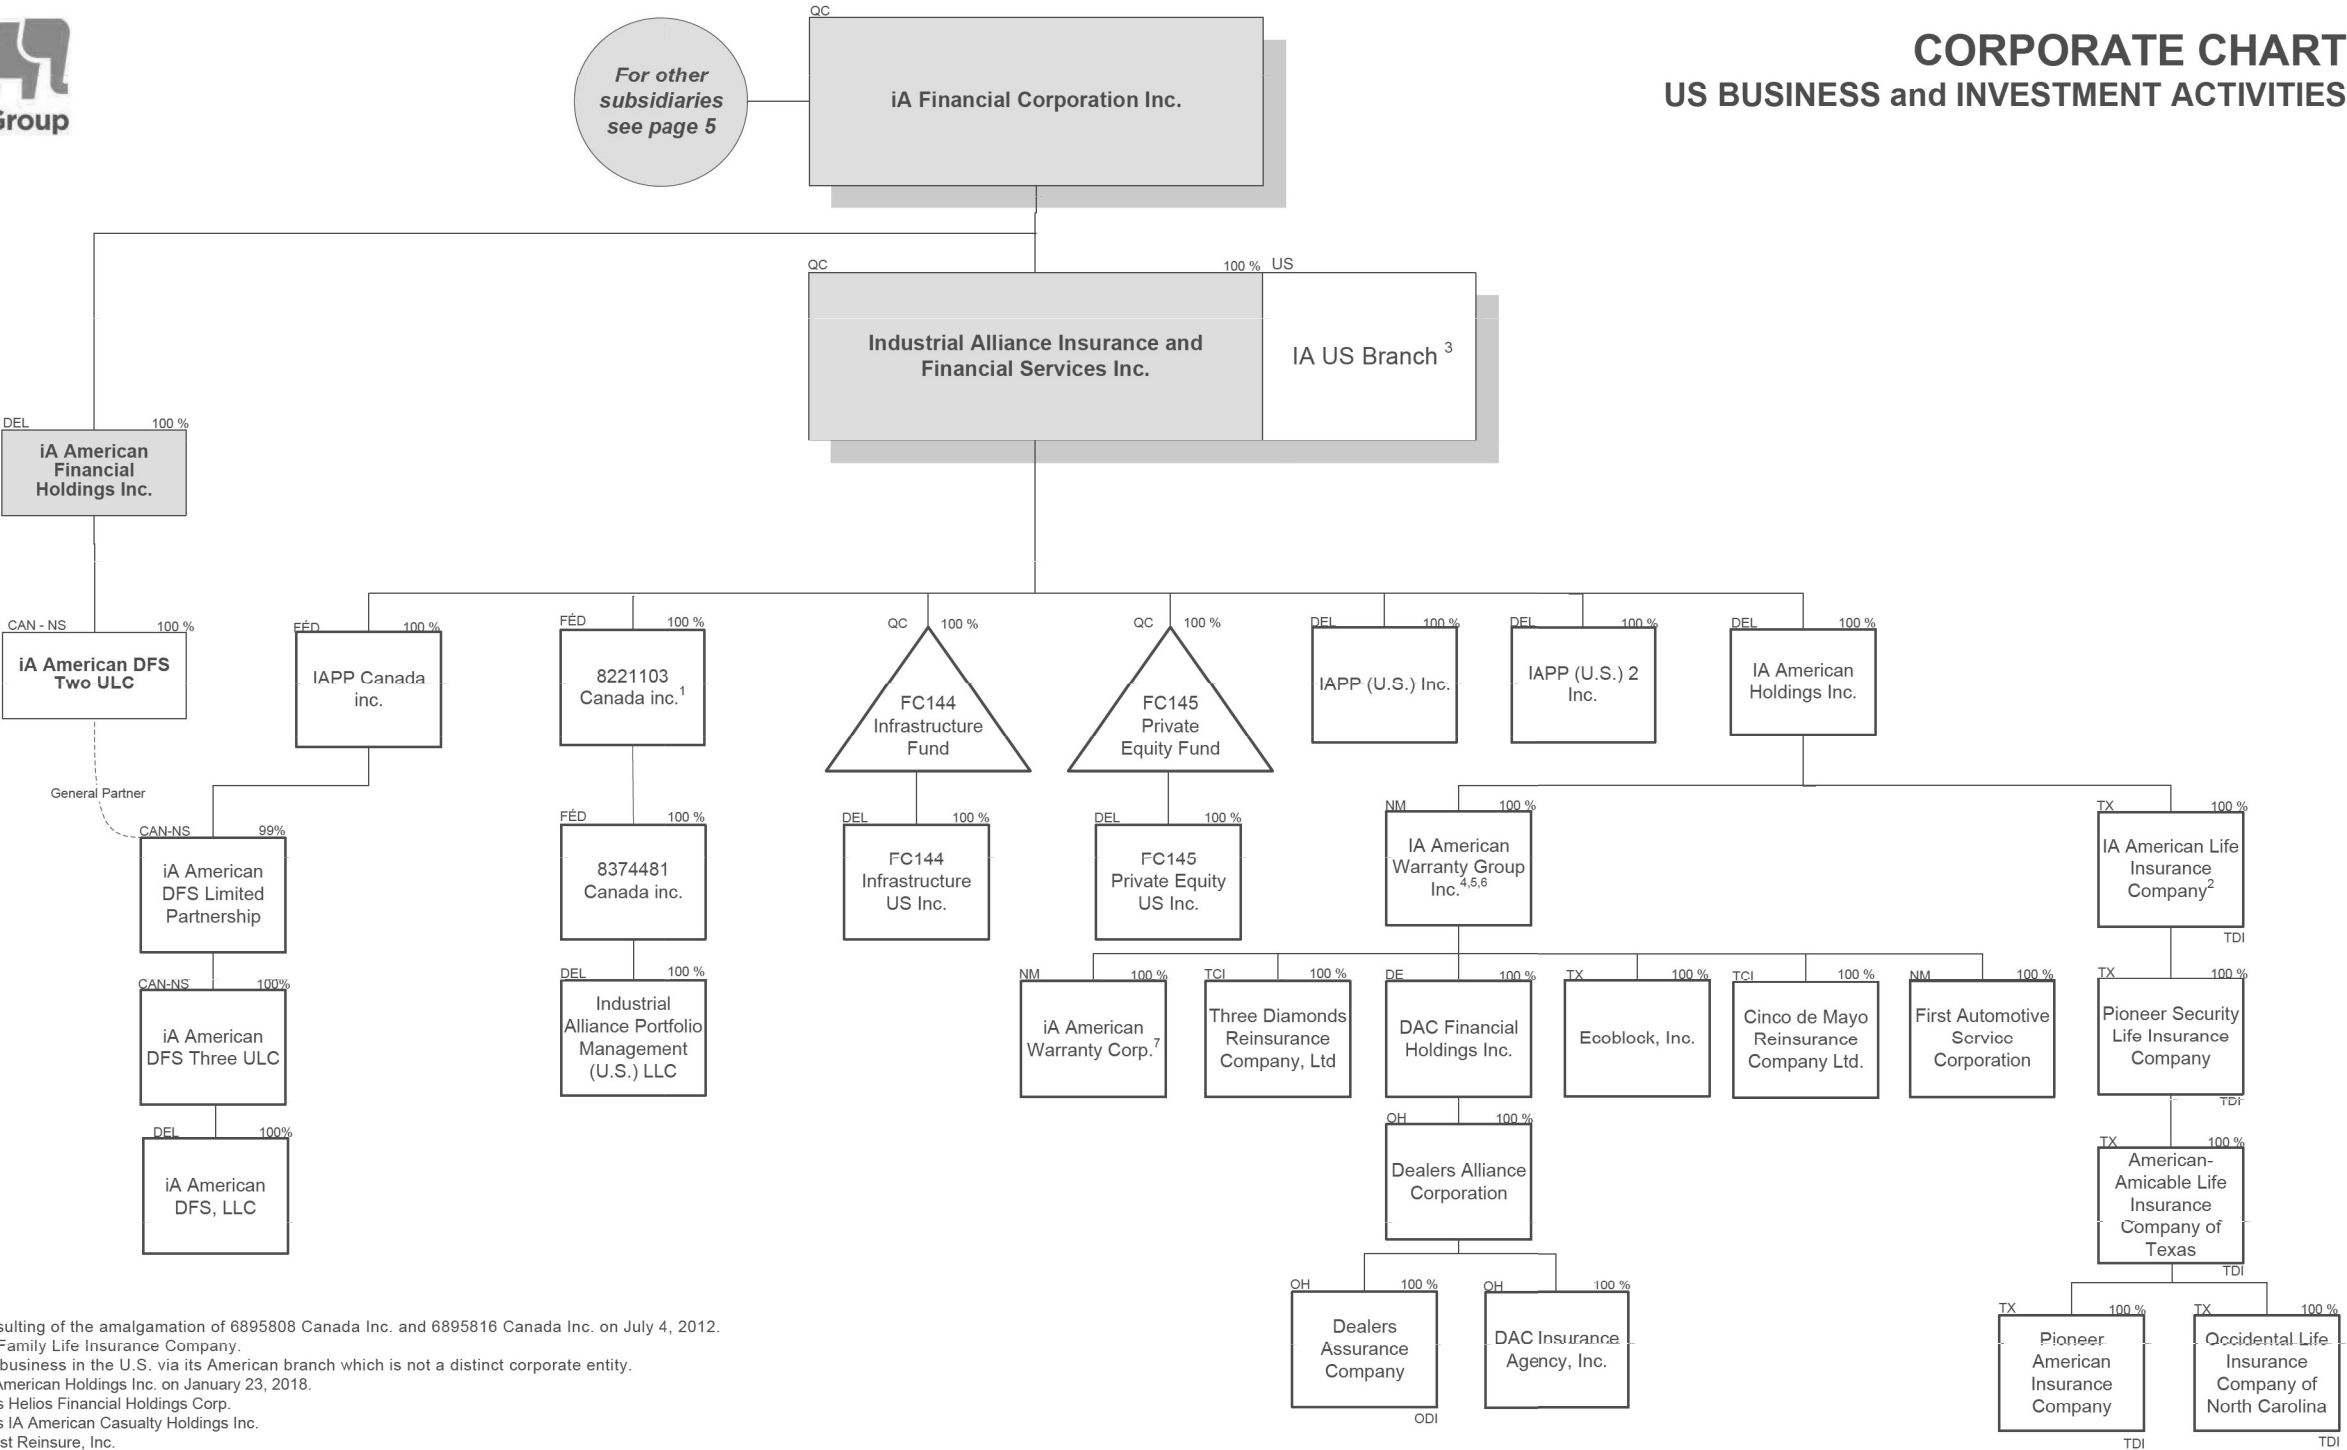 Group
QC
For other
subsidiaries
see page 5
iA Financial Corporation Inc.
CORPORATE CHART
US BUSINESS and INVESTMENT ACTIVITIES
QC 100 % US
Industrial Alliance Insurance and
Financial Services Inc.
IA US Branch 3
DEL 100 %
iA American
Financial
Holdings Inc.
CAN - NS 100 %
iA American DFS
Two ULC
General Partner
FÉD 100 %
IAPP Canada
inc.
FÉD 100 %
8221103
Canada inc.1
QC 100 %
FC144
Infrastructure
Fund
QC 100 %
FC145
Private
Equity Fund
DEL 100 %
IAPP (U.S.) Inc.
DEL 100 %
IAPP (U.S.) 2
Inc.
DEL 100 %
IA American
Holdings Inc.
CAN-NS 99%
iA American
DFS Limited
Partnership
FÉD 100 %
8374481
Canada inc.
DEL 100 %
FC144
Infrastructure
US Inc.
DEL 100 %
FC145
Private Equity
US Inc.
NM 100 %
IA American
Warranty Group
Inc.4,5,6
TX 100 %
IA American Life
Insurance
Company2
TDI
CAN-NS 100%
iA American
DFS Three ULC
DEL 100 %
Industrial
Alliance Portfolio
Management
(U.S.) LLC
NM 100 %
iA American
Warranty Corp.7
TCI 100 %
Three Diamonds
Reinsurance
Company, Ltd
DE 100 %
DAC Financial
Holdings Inc.
TX 100 %
Ecoblock, Inc.
TCI 100 %
Cinco de Mayo
Reinsurance
Company Ltd.
NM 100 %
First Automotive
Service
Corporation
TX 100 %
Pioneer Security
Life Insurance
Company
TDI
DEL 100%
iA American
DFS, LLC
OH 100 %
Dealers Alliance
Corporation
TX 100 %
American-
Amicable Life
Insurance
Company of
Texas
TDI
OH 100 %
Dealers
Assurance
Company
ODI
OH 100 %
DAC Insurance
Agency, Inc.
TX 100 %
Pioneer
American
Insurance
Company
TDI
TX 100 %
Occidental Life
Insurance
Company of
North Carolina
TDI
sulting of the amalgamation of 6895808 Canada Inc. and 6895816 Canada Inc. on July 4, 2012.
Family Life Insurance Company.
business in the U.S. via its American branch which is not a distinct corporate entity.
American Holdings Inc. on January 23, 2018.
s Helios Financial Holdings Corp.
s IA American Casualty Holdings Inc.
st Reinsure, Inc.